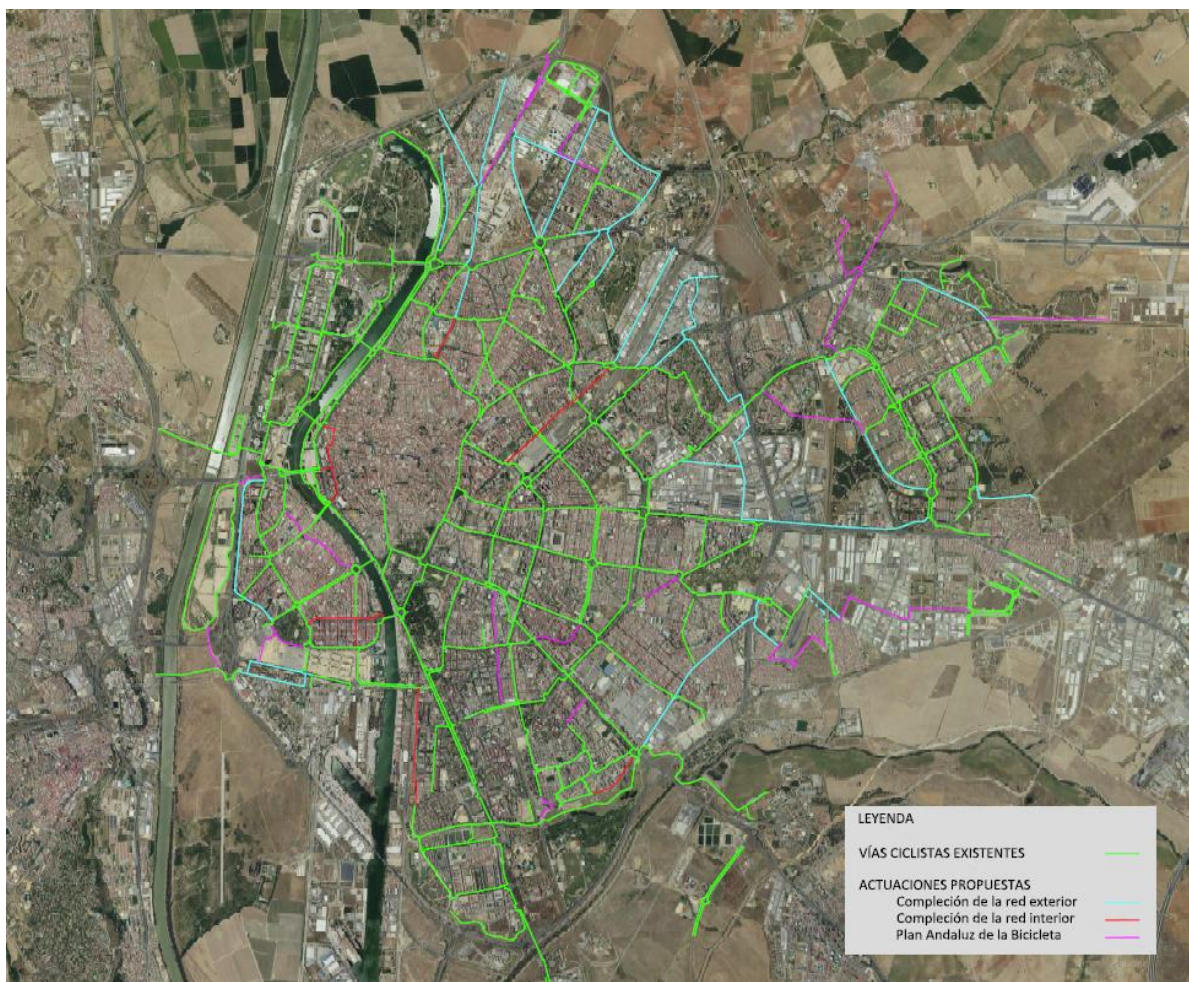 LEYENDA
VÍAS CICLISTAS EXISTENTES
ACTUACIONES PROPUESTAS
Compleción de la red exterior
Compleción de la red interior
Plan Andaluz de la Bicicleta